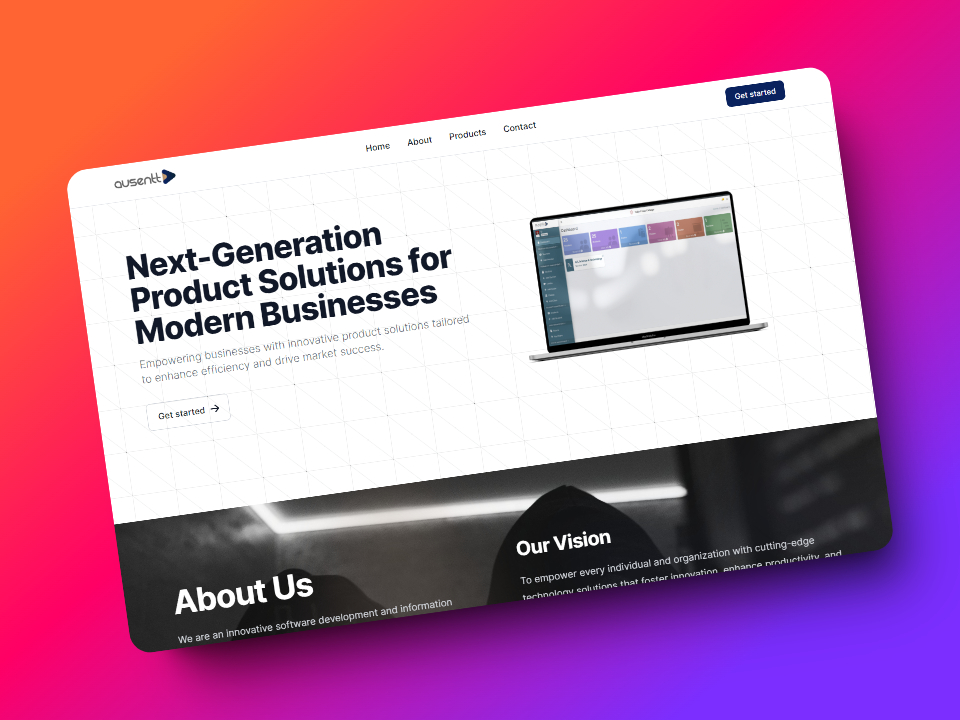 Home About Products Contact
Get started
ausentt
Next-Generation
Product Solutions for
Modern Businesses
Empowering businesses with innovative product solutions tailored
to enhance efficiency and drive market success.
Get started →
About Us
We are an innovative software development and information
Our Vision
To empower every individual and organization with cutting-edge
technology solutions that foster innovation, enhance productivity, and